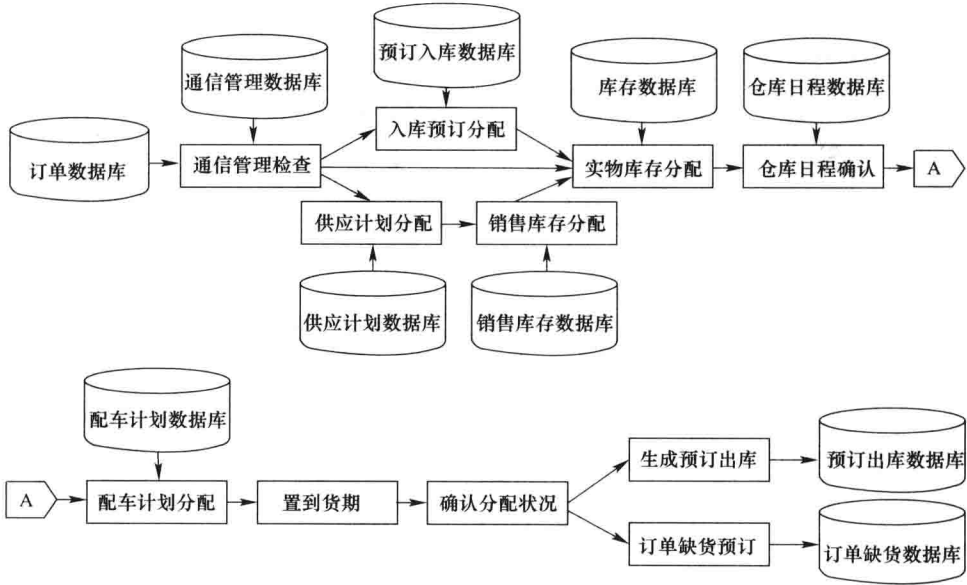 预订入库数据库
通信管理数据库
库存数据库
仓库日程数据库
入库预订分配
订单数据库
通信管理检查
实物库存分配
仓库日程确认
A
供应计划分配
销售库存分配
供应计划数据库
销售库存数据库
配车计划数据库
生成预订出库
预订出库数据库
A
配车计划分配
置到货期
确认分配状况
订单缺货预订
订单缺货数据库